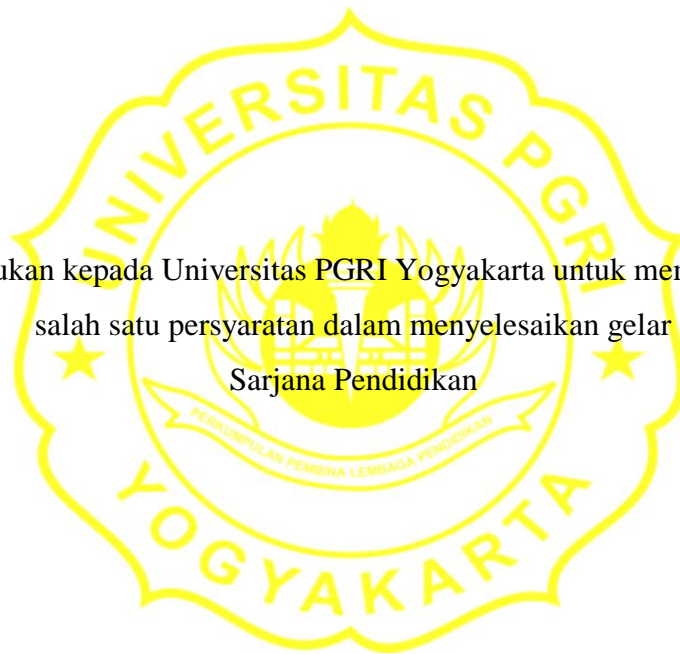 UNIVERSITAS PGRI
ukan kepada Universitas PGRI Yogyakarta untuk mem
salah satu persyaratan dalam menyelesaikan gelar
Sarjana Pendidikan
PERKUMPULAN PEMBINA LEMBAGA PENDIDIKAN
YOGYAKARTA